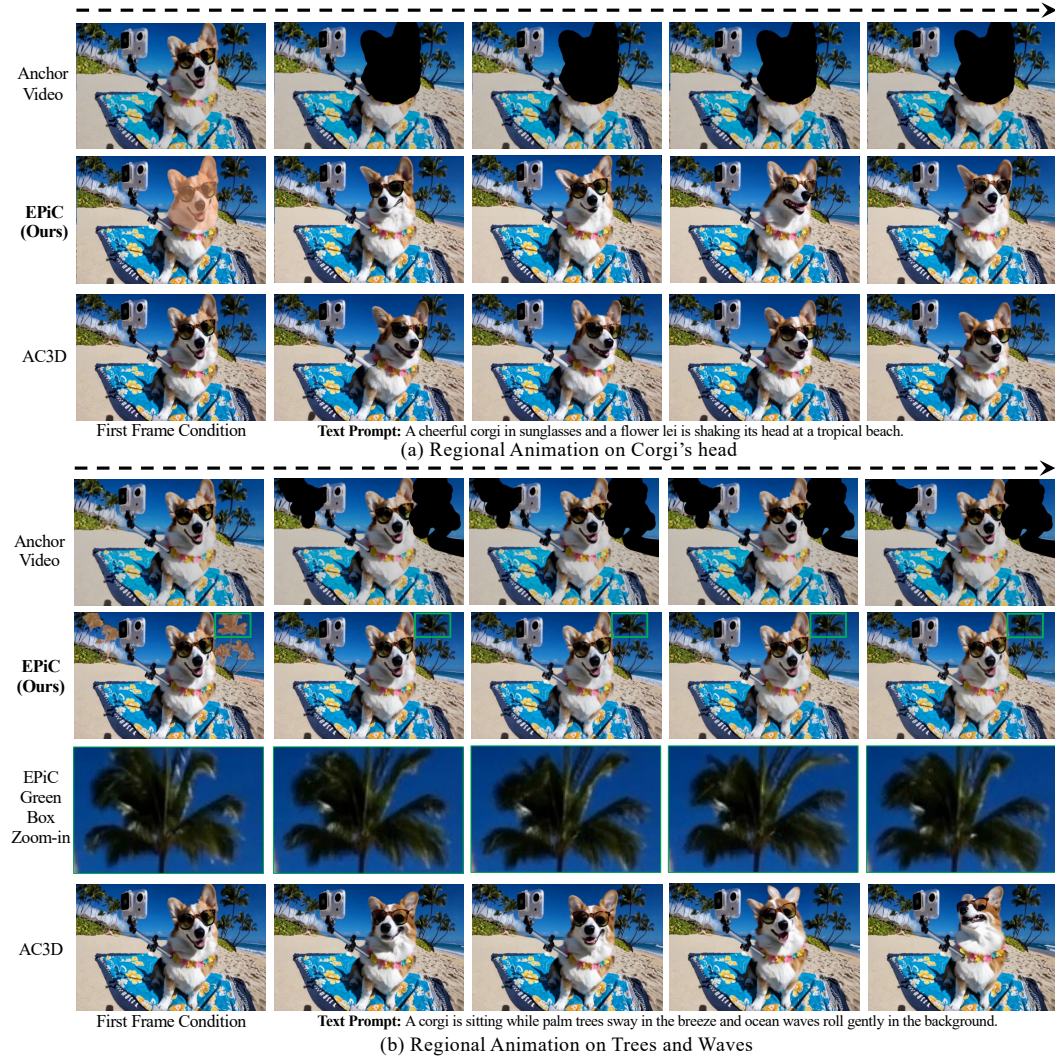 Anchor
Video
EPiC
(Ours)
AC3D
First Frame Condition
Text Prompt: A cheerful corgi in sunglasses and a flower lei is shaking its head at a tropical beach.
(a) Regional Animation on Corgi's head
Anchor
Video
EPiC
(Ours)
EPiC
Green
Box
Zoom-in
AC3D
First Frame Condition
Text Prompt: A corgi is sitting while palm trees sway in the breeze and ocean waves roll gently in the background.
(b) Regional Animation on Trees and Waves